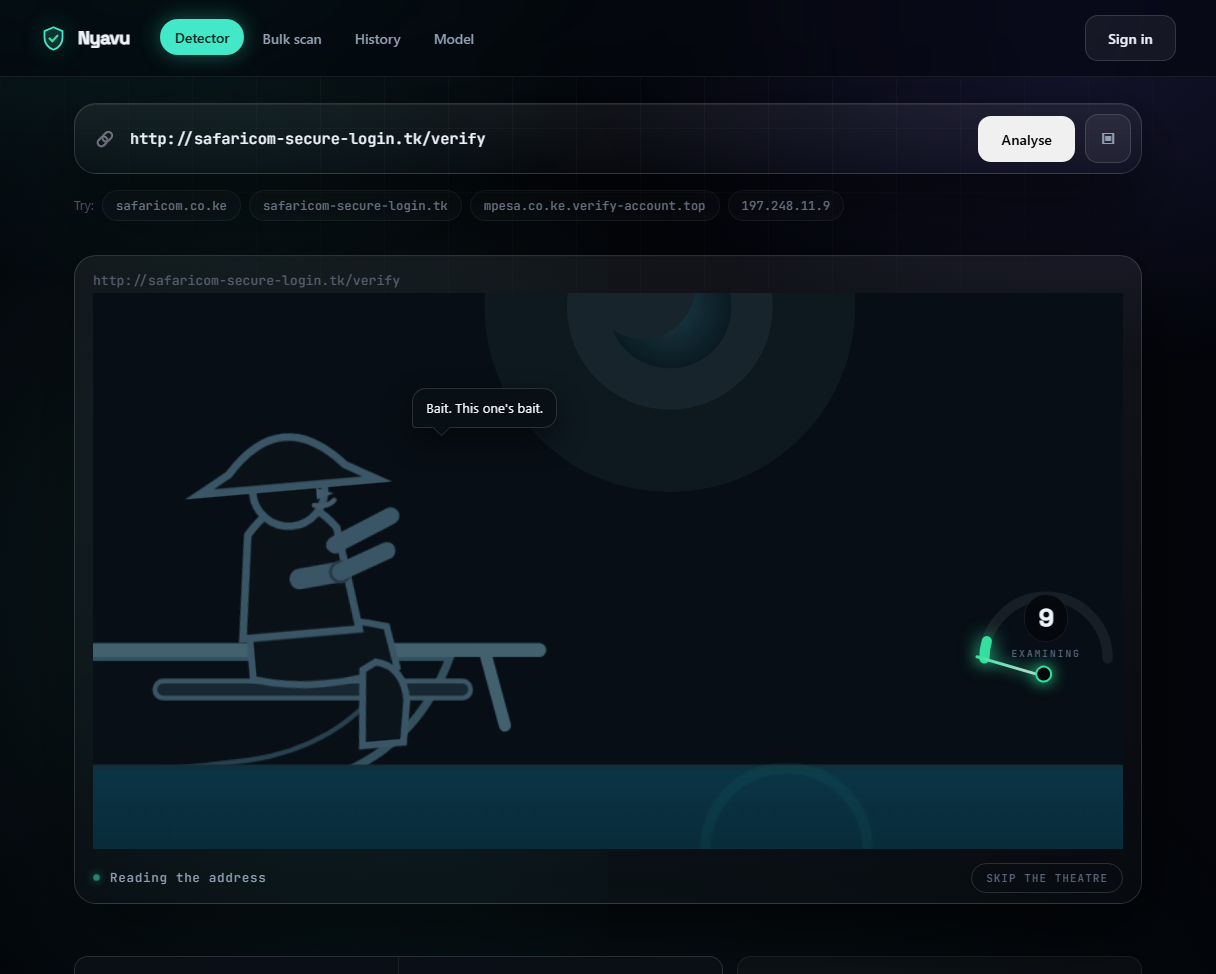 Nyavu
Detector
Bulk scan
History
Model
Sign in
http://safaricom-secure-login.tk/verify
Analyse
Try:
safaricom.co.ke
safaricom-secure-login.tk
mpesa.co.ke.verify-account.top
197.248.11.9
http://safaricom-secure-login.tk/verify
Bait. This one's bait.
9
EXAMINING
Reading the address
SKIP THE THEATRE